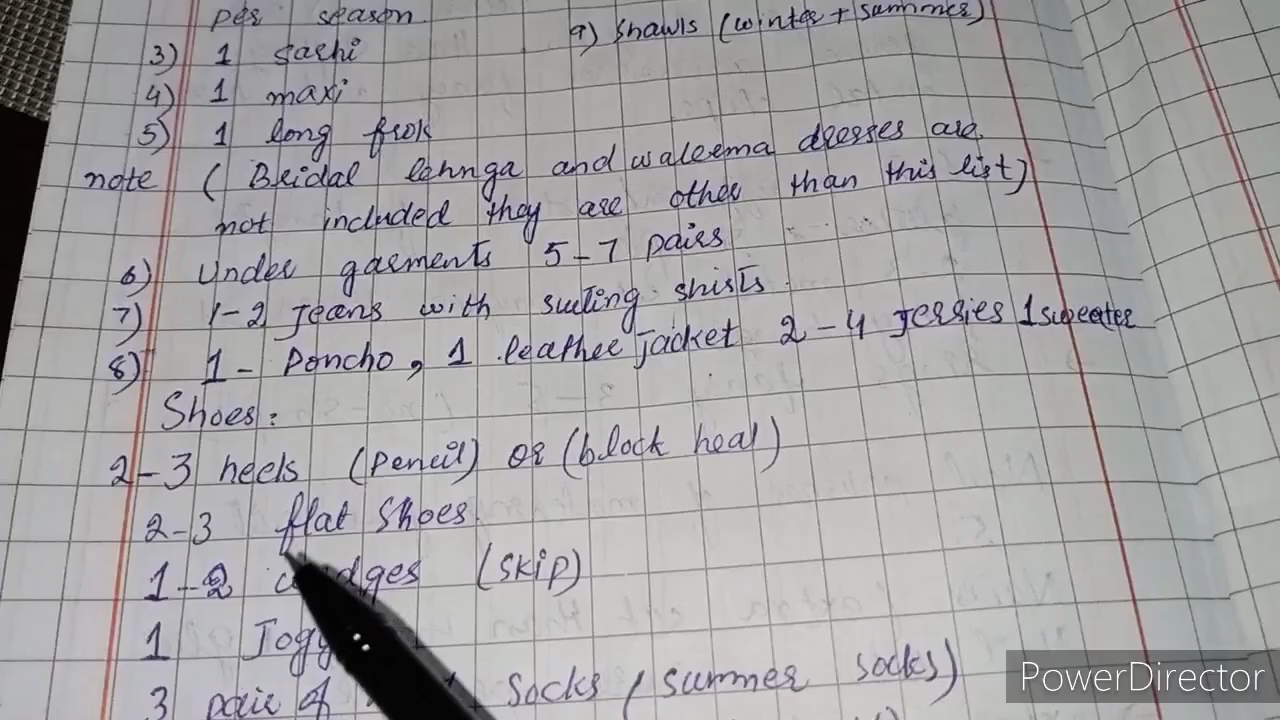 per season
9) Shawls (winter + summer)
3) 1 sarhi
4) 1 maxi
5) 1 long frok
note ( Bridal lehnga and waleema dresses are
not included they are other than this list)
6) Under garments 5-7 pairs
7) 1-2 jeans with suiting shirts.
8) 1- Poncho, 1 leather jacket 2-4 jersies 1 sweater
Shoes:
2-3 heels (Pencil) or (block heal)
2-3 flat Shoes.
1-2 (skip)
1
3 pair of socks (summer socks)
PowerDirector